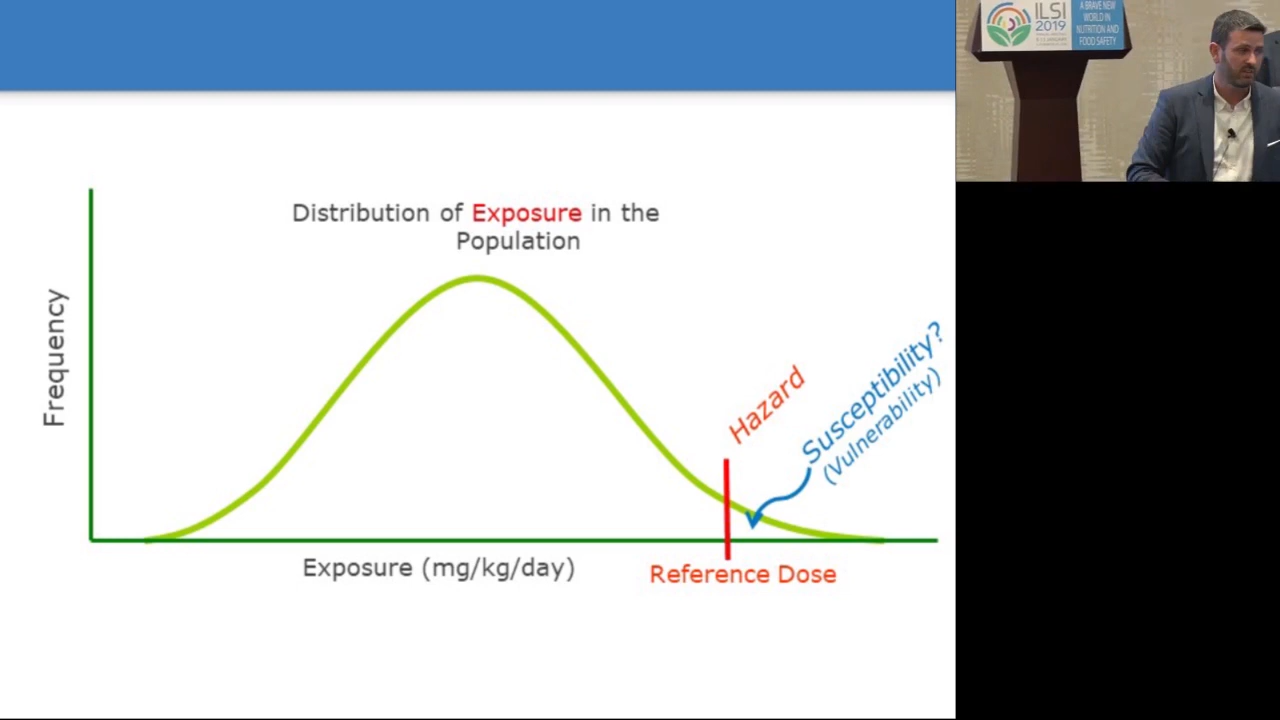 Distribution of Exposure in the
Population
Frequency
Hazard
Susceptibility?
(Vulnerability)
Exposure (mg/kg/day)
Reference Dose
ILSI
2019
A BRAVE NEW
WORLD IN
NUTRITION AND
FOOD SAFETY